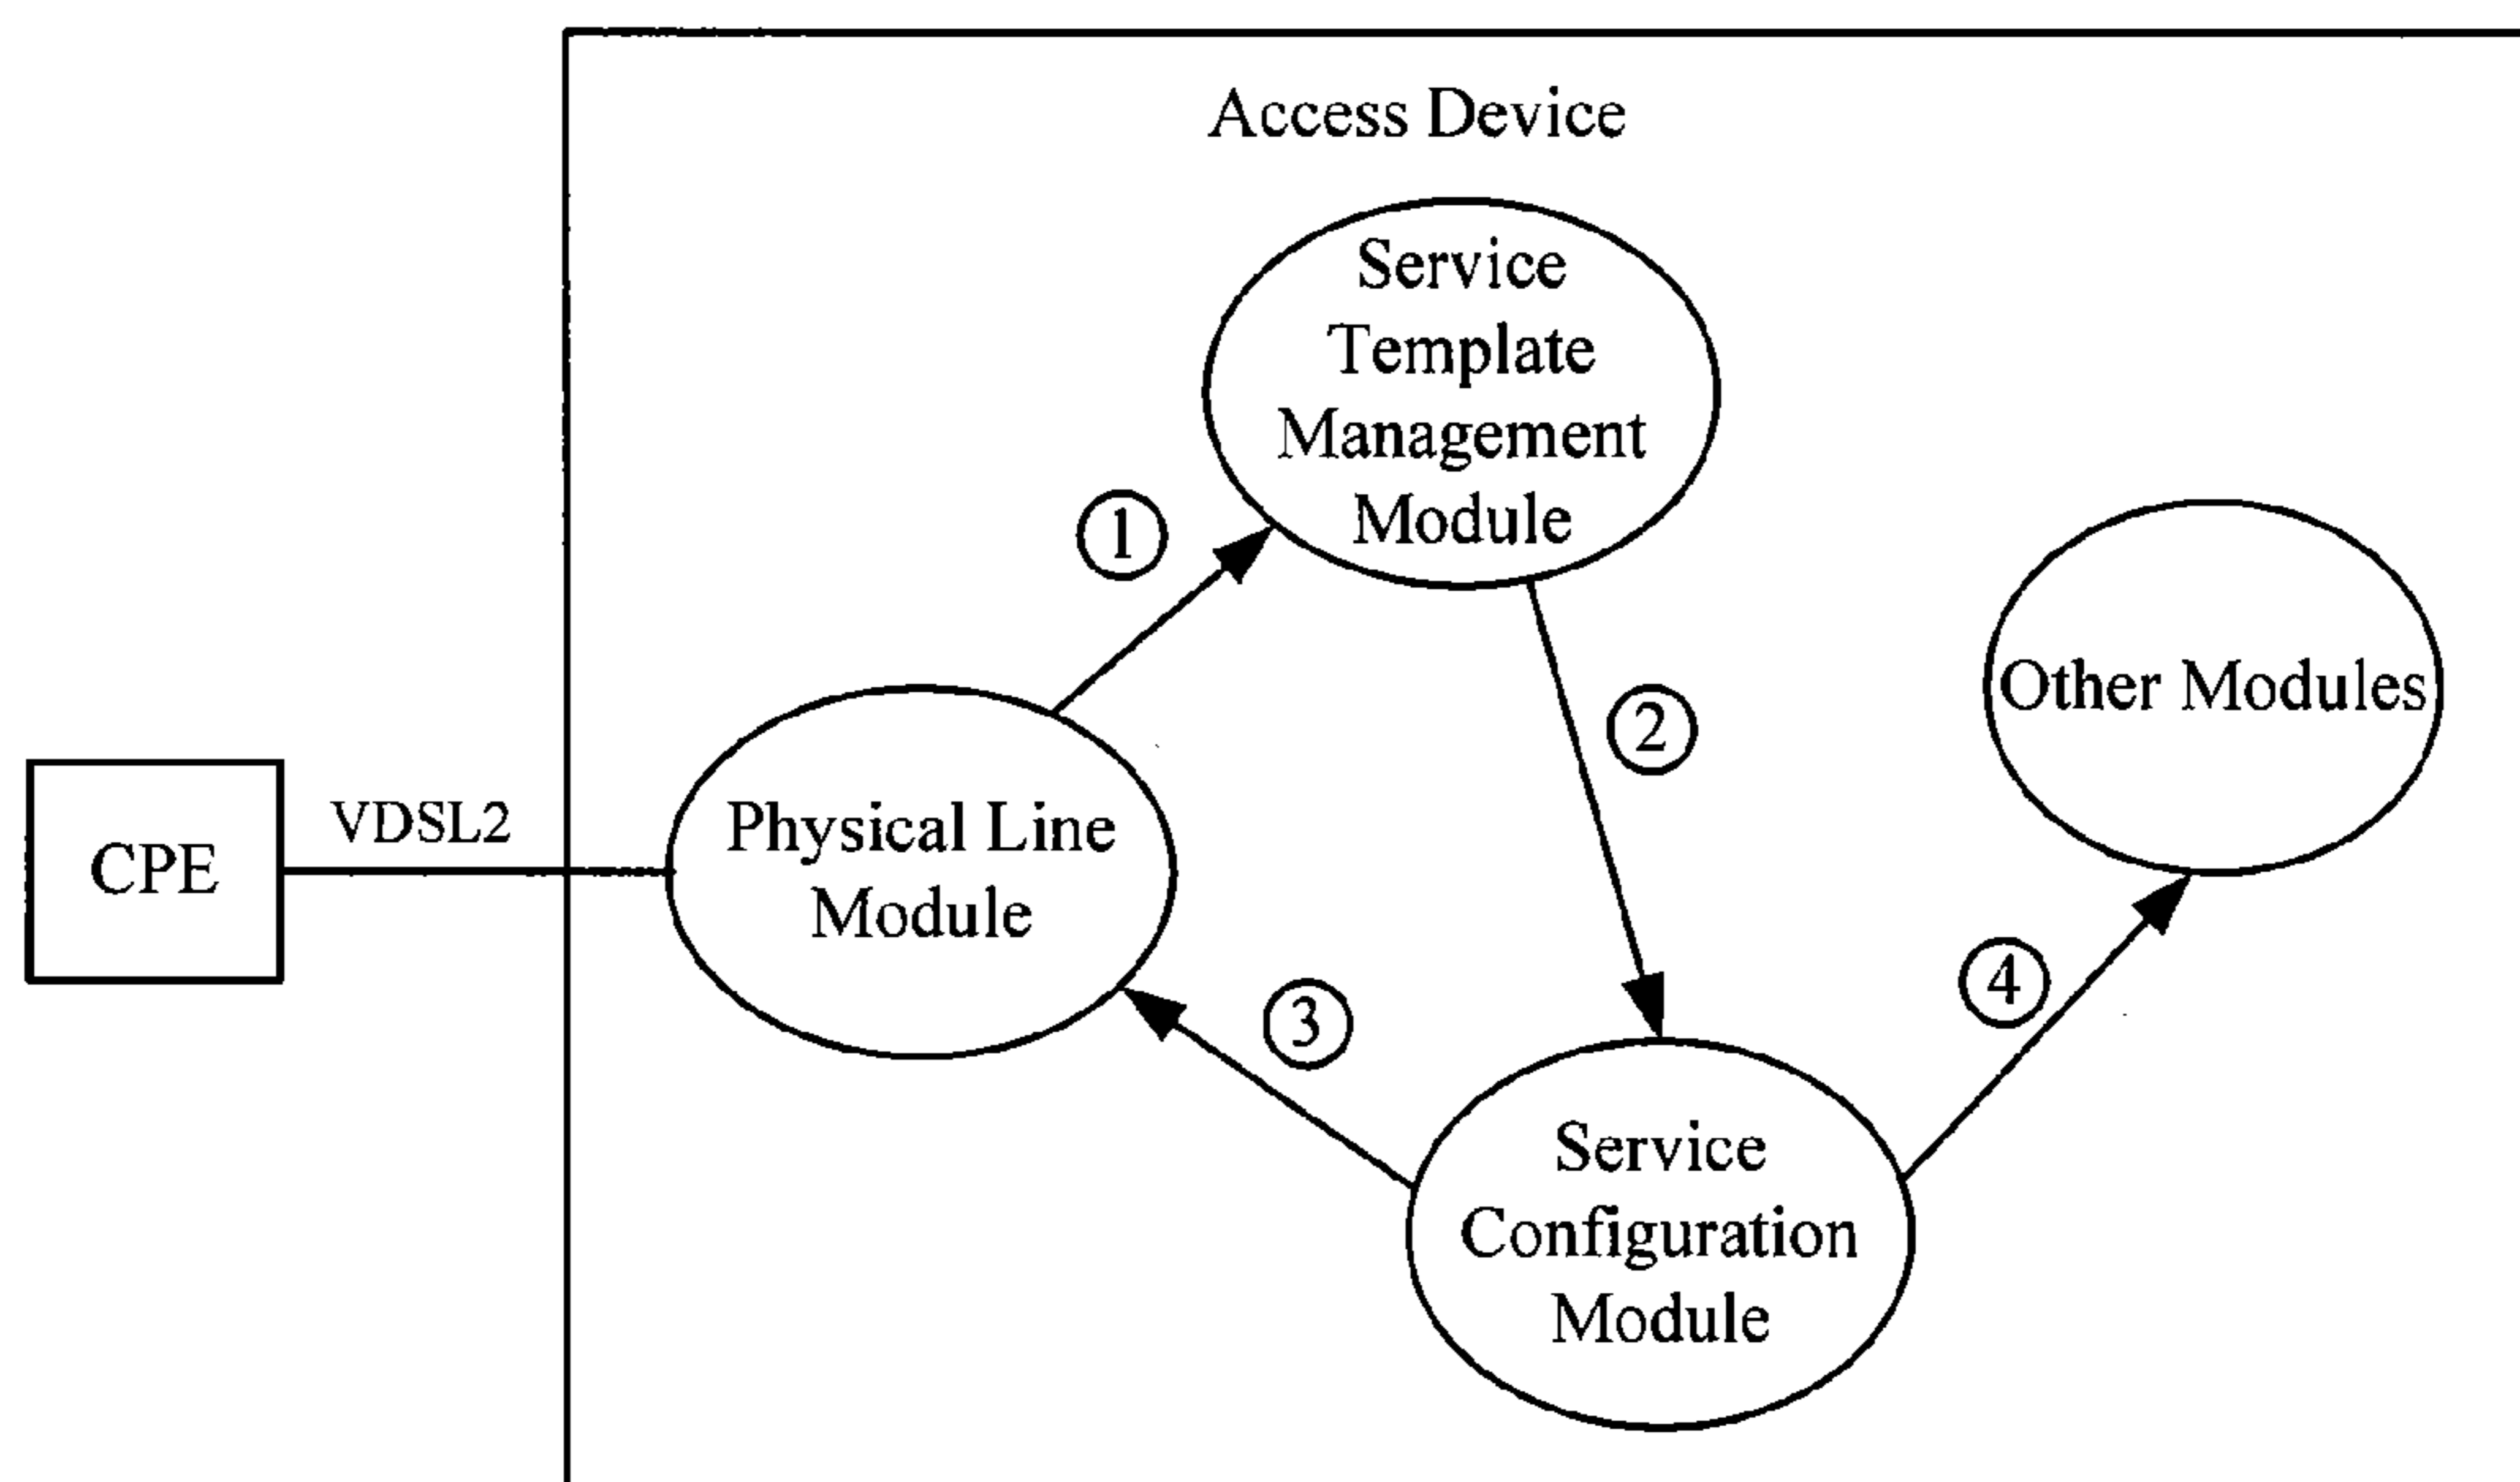 Access Device
Service
Template
Management
Module
①
②
Other Modules
VDSL2
CPE
Physical Line
Module
③
④
Service
Configuration
Module